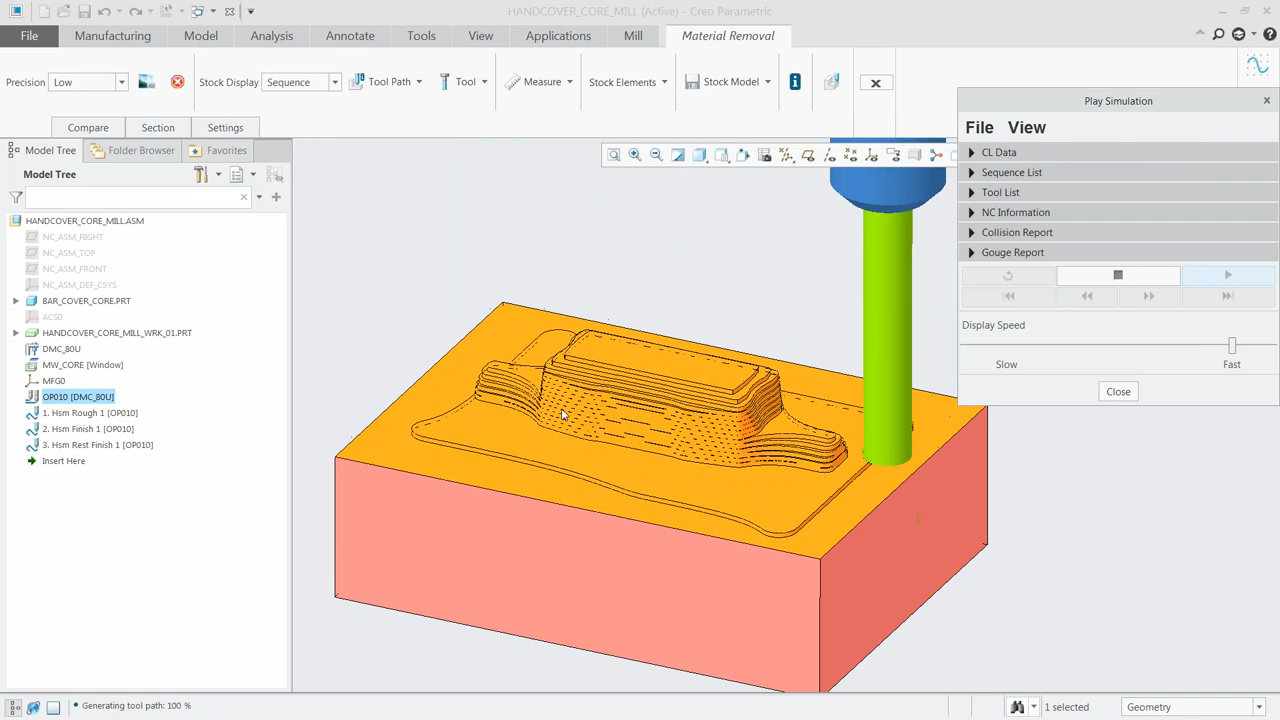 HANDCOVER_CORE_MILL (Active) - Creo Parametric
File Manufacturing Model Analysis Annotate Tools View Applications Mill Material Removal
Precision Low Stock Display Sequence Tool Path Tool Measure Stock Elements Stock Model
Compare Section Settings
Play Simulation
File View
CL Data
Sequence List
Tool List
NC Information
Collision Report
Gouge Report
Display Speed
Slow Fast
Close
Model Tree Folder Browser Favorites
Model Tree
HANDCOVER_CORE_MILL.ASM
NC_ASM_RIGHT
NC_ASM_TOP
NC_ASM_FRONT
NC_ASM_DEF_CSYS
BAR_COVER_CORE.PRT
ACS0
HANDCOVER_CORE_MILL_WRK_01.PRT
DMC_80U
MW_CORE [Window]
MFG0
OP010 [DMC_80U]
1. Hsm Rough 1 [OP010]
2. Hsm Finish 1 [OP010]
3. Hsm Rest Finish 1 [OP010]
Insert Here
• Generating tool path: 100 %
1 selected
Geometry